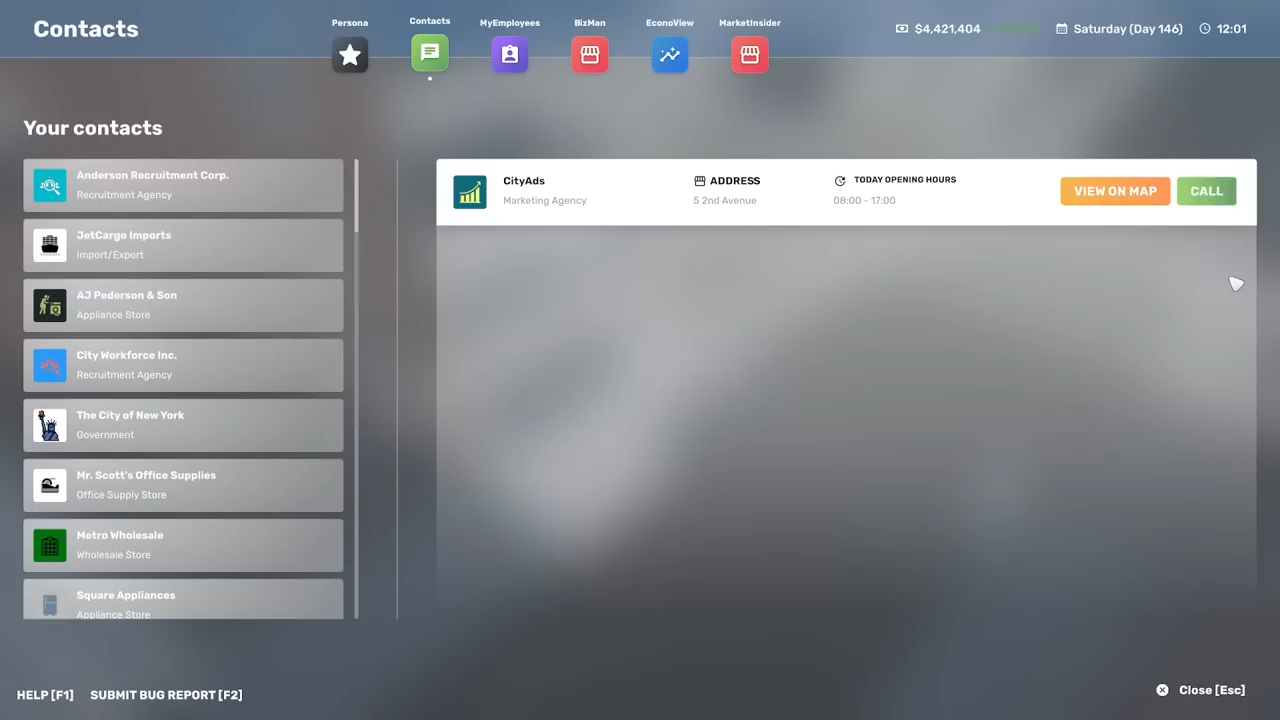 Contacts
Persona
Contacts
MyEmployees
BizMan
EconoView
MarketInsider
$4,421,404
Saturday (Day 146)
12:01
Your contacts
Anderson Recruitment Corp.
Recruitment Agency
JetCargo Imports
Import/Export
AJ Pederson & Son
Appliance Store
City Workforce Inc.
Recruitment Agency
The City of New York
Government
Mr. Scott's Office Supplies
Office Supply Store
Metro Wholesale
Wholesale Store
Square Appliances
Appliance Store
CityAds
Marketing Agency
ADDRESS
5 2nd Avenue
TODAY OPENING HOURS
08:00 - 17:00
VIEW ON MAP
CALL
HELP [F1]
SUBMIT BUG REPORT [F2]
Close [Esc]